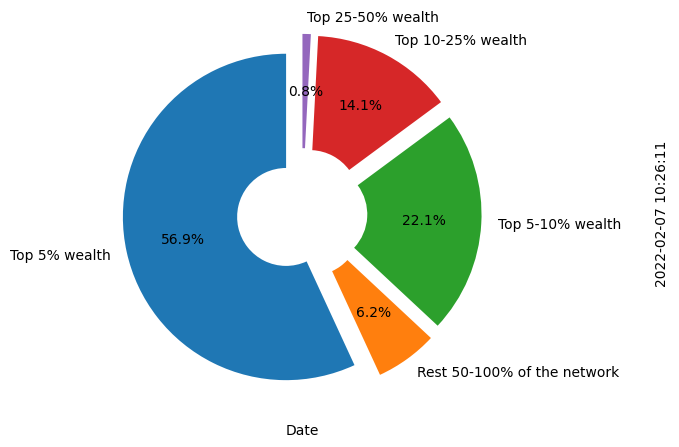 Top 25-50% wealth
Top 10-25% wealth
0.8%
14.1%
22.1%
Top 5-10% wealth
56.9%
Top 5% wealth
6.2%
Rest 50-100% of the network
Date
2022-02-07 10:26:11